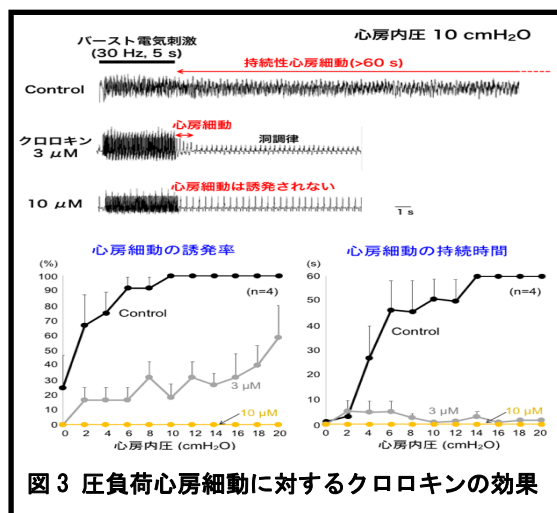 バースト電気刺激
(30 Hz, 5 s)
心房内圧 10 cmH₂O
持続性心房細動(>60 s)
Control
クロロキン
3 μM
心房細動
洞調律
10 μM
心房細動は誘発されない
1 s
心房細動の誘発率
(%)
100
90
80
70
60
50
40
30
20
10
0
(n=4)
Control
3 μM
10 μM
0 2 4 6 8 10 12 14 16 18 20
心房内圧 (cmH₂O)
心房細動の持続時間
(s)
60
50
40
30
20
10
0
(n=4)
Control
3 μM
10 μM
0 2 4 6 8 10 12 14 16 18 20
心房内圧 (cmH₂O)
図3 圧負荷心房細動に対するクロロキンの効果